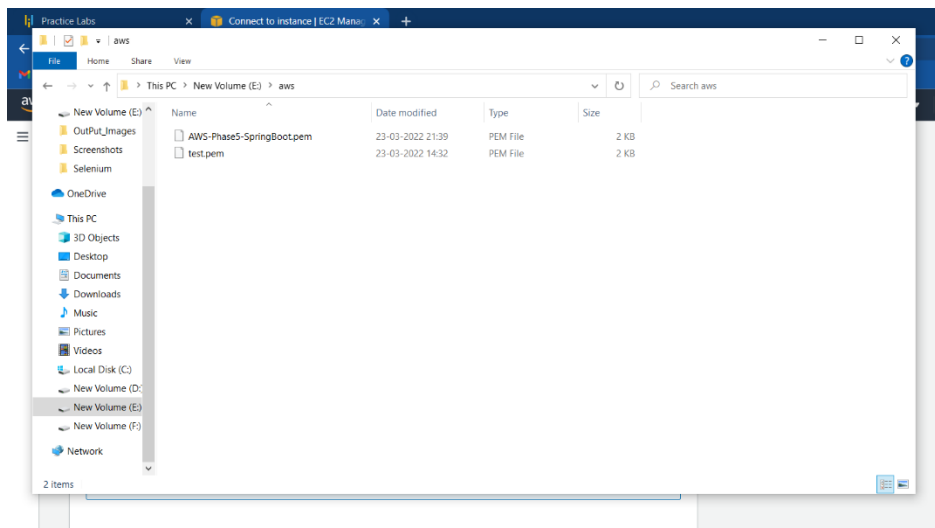 Practice Labs
Connect to instance | EC2 Manag
aws
File Home Share View
This PC > New Volume (E:) > aws
Search aws
New Volume (E:)
OutPut_Images
Screenshots
Selenium
OneDrive
This PC
3D Objects
Desktop
Documents
Downloads
Music
Pictures
Videos
Local Disk (C:)
New Volume (D:
New Volume (E:)
New Volume (F:)
Network
Name Date modified Type Size
AWS-Phase5-SpringBoot.pem 23-03-2022 21:39 PEM File 2 KB
test.pem 23-03-2022 14:32 PEM File 2 KB
2 items